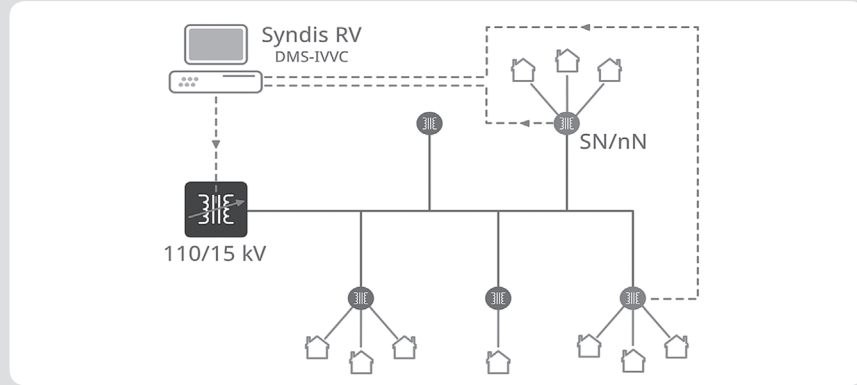 Syndis RV
DMS-IVVC
SN/nN
110/15 kV